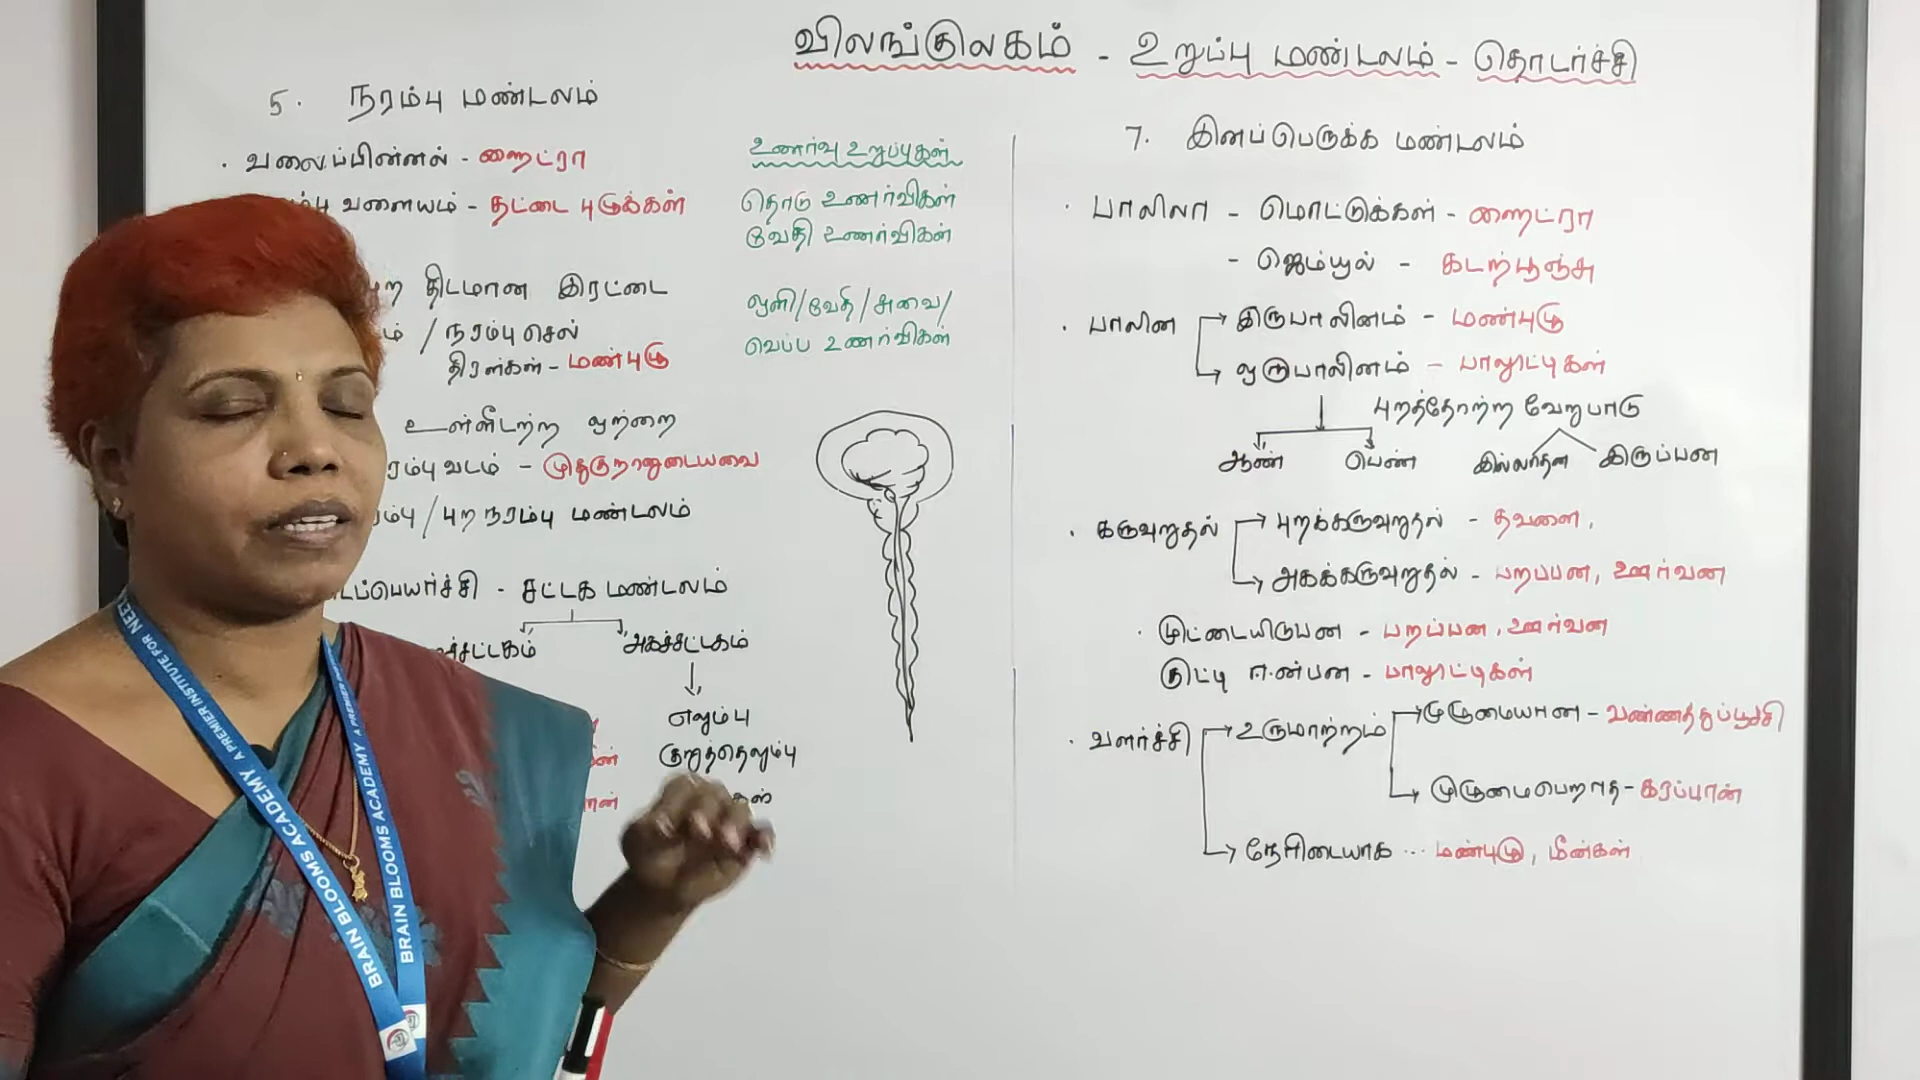 விலங்குலகம் - உறுப்பு மண்டலம் - தொடர்ச்சி
5. நரம்பு மண்டலம்
. வலைப்பின்னல் - ஹைட்ரா
வளையம் - தட்டை புழுக்கள்
திடமான இரட்டை
/ நரம்பு செல்
திரள்கள் - மண்புழு
உள்ளீடற்ற ஒற்றை
வடம் - முதுகுநாணுடையவை
/ புற நரம்பு மண்டலம்
- சட்டக மண்டலம்
அகச்சட்டகம்
எலும்பு
குறுத்தெலும்பு
உணர்வு உறுப்புகள்
தொடு உணர்விகள்
வேதி உணர்விகள்
ஒளி/வேதி/சுவை/
வெப்ப உணர்விகள்
7. இனப்பெருக்க மண்டலம்
. பாலிலா - மொட்டுக்கள் - ஹைட்ரா
- ஜெம்யூல் - கடற்பூஞ்சு
. பாலின → இருபாலினம் - மண்புழு
→ ஒருபாலினம் - பாலூட்டிகள்
புறத்தோற்ற வேறுபாடு
ஆண் பெண் இல்லாதன இருப்பன
. கருவுறுதல் → புறக்கருவுறுதல் - தவளை,
→ அகக்கருவுறுதல் - பறப்பன, ஊர்வன
. முட்டையிடுபன - பறப்பன, ஊர்வன
குட்டி ஈன்பன - பாலூட்டிகள்
. வளர்ச்சி → உருமாற்றம் → முழுமையான - வண்ணத்துப்பூச்சி
→ முழுமைபெறாத - கரப்பான்
→ நேரிடையாக ... மண்புழு, மீன்கள்
BRAIN BLOOMS ACADEMY A PREMIER INSTITUTE FOR NEET
BRAIN BLOOMS ACADEMY